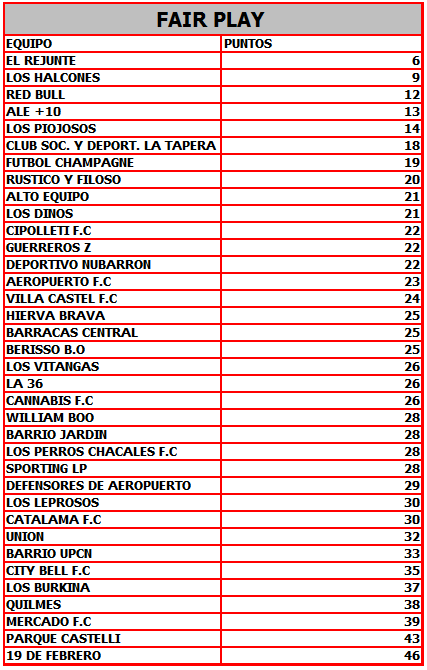 FAIR PLAY
EQUIPO PUNTOS
EL REJUNTE 6
LOS HALCONES 9
RED BULL 12
ALE +10 13
LOS PIOJOSOS 14
CLUB SOC. Y DEPORT. LA TAPERA 18
FUTBOL CHAMPAGNE 19
RUSTICO Y FILOSO 20
ALTO EQUIPO 21
LOS DINOS 21
CIPOLLETI F.C 22
GUERREROS Z 22
DEPORTIVO NUBARRON 22
AEROPUERTO F.C 23
VILLA CASTEL F.C 24
HIERVA BRAVA 25
BARRACAS CENTRAL 25
BERISSO B.O 25
LOS VITANGAS 26
LA 36 26
CANNABIS F.C 26
WILLIAM BOO 28
BARRIO JARDIN 28
LOS PERROS CHACALES F.C 28
SPORTING LP 28
DEFENSORES DE AEROPUERTO 29
LOS LEPROSOS 30
CATALAMA F.C 30
UNION 32
BARRIO UPCN 33
CITY BELL F.C 35
LOS BURKINA 37
QUILMES 38
MERCADO F.C 39
PARQUE CASTELLI 43
19 DE FEBRERO 46